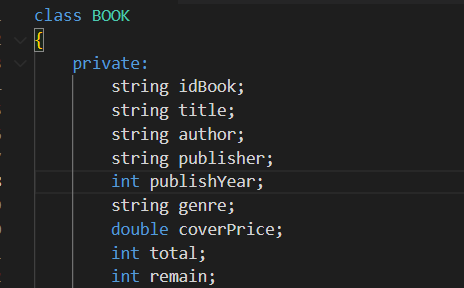 class BOOK
{
private:
string idBook;
string title;
string author;
string publisher;
int publishYear;
string genre;
double coverPrice;
int total;
int remain;